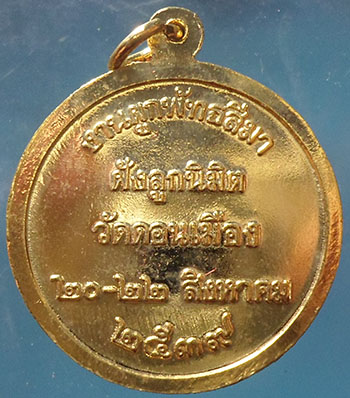 งานผูกพัทธสีมา
ฝังลูกนิมิต
วัดดอนเมือง
๒๐-๒๒ สิงหาคม
๒๕๓๙